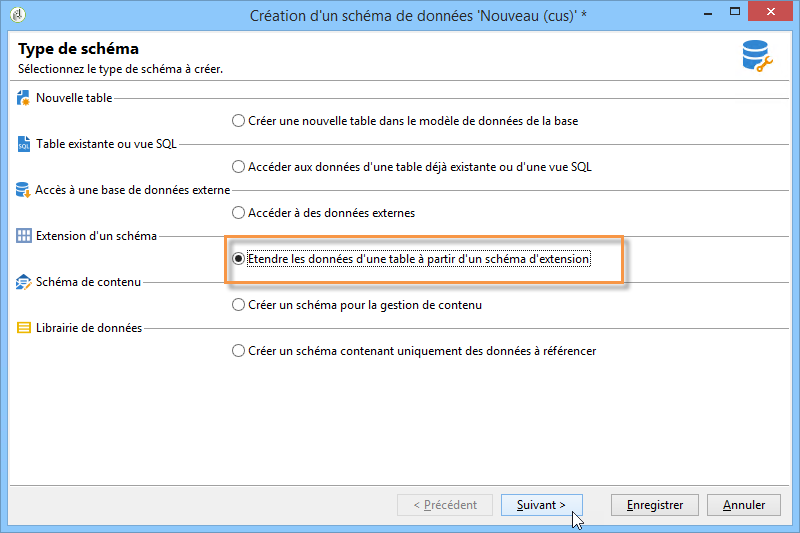 Création d'un schéma de données 'Nouveau (cus)' *
Type de schéma
Sélectionnez le type de schéma à créer.
Nouvelle table
Créer une nouvelle table dans le modèle de données de la base
Table existante ou vue SQL
Accéder aux données d'une table déjà existante ou d'une vue SQL
Accès à une base de données externe
Accéder à des données externes
Extension d'un schéma
Etendre les données d'une table à partir d'un schéma d'extension
Schéma de contenu
Créer un schéma pour la gestion de contenu
Librairie de données
Créer un schéma contenant uniquement des données à référencer
< Précédent Suivant > Enregistrer Annuler